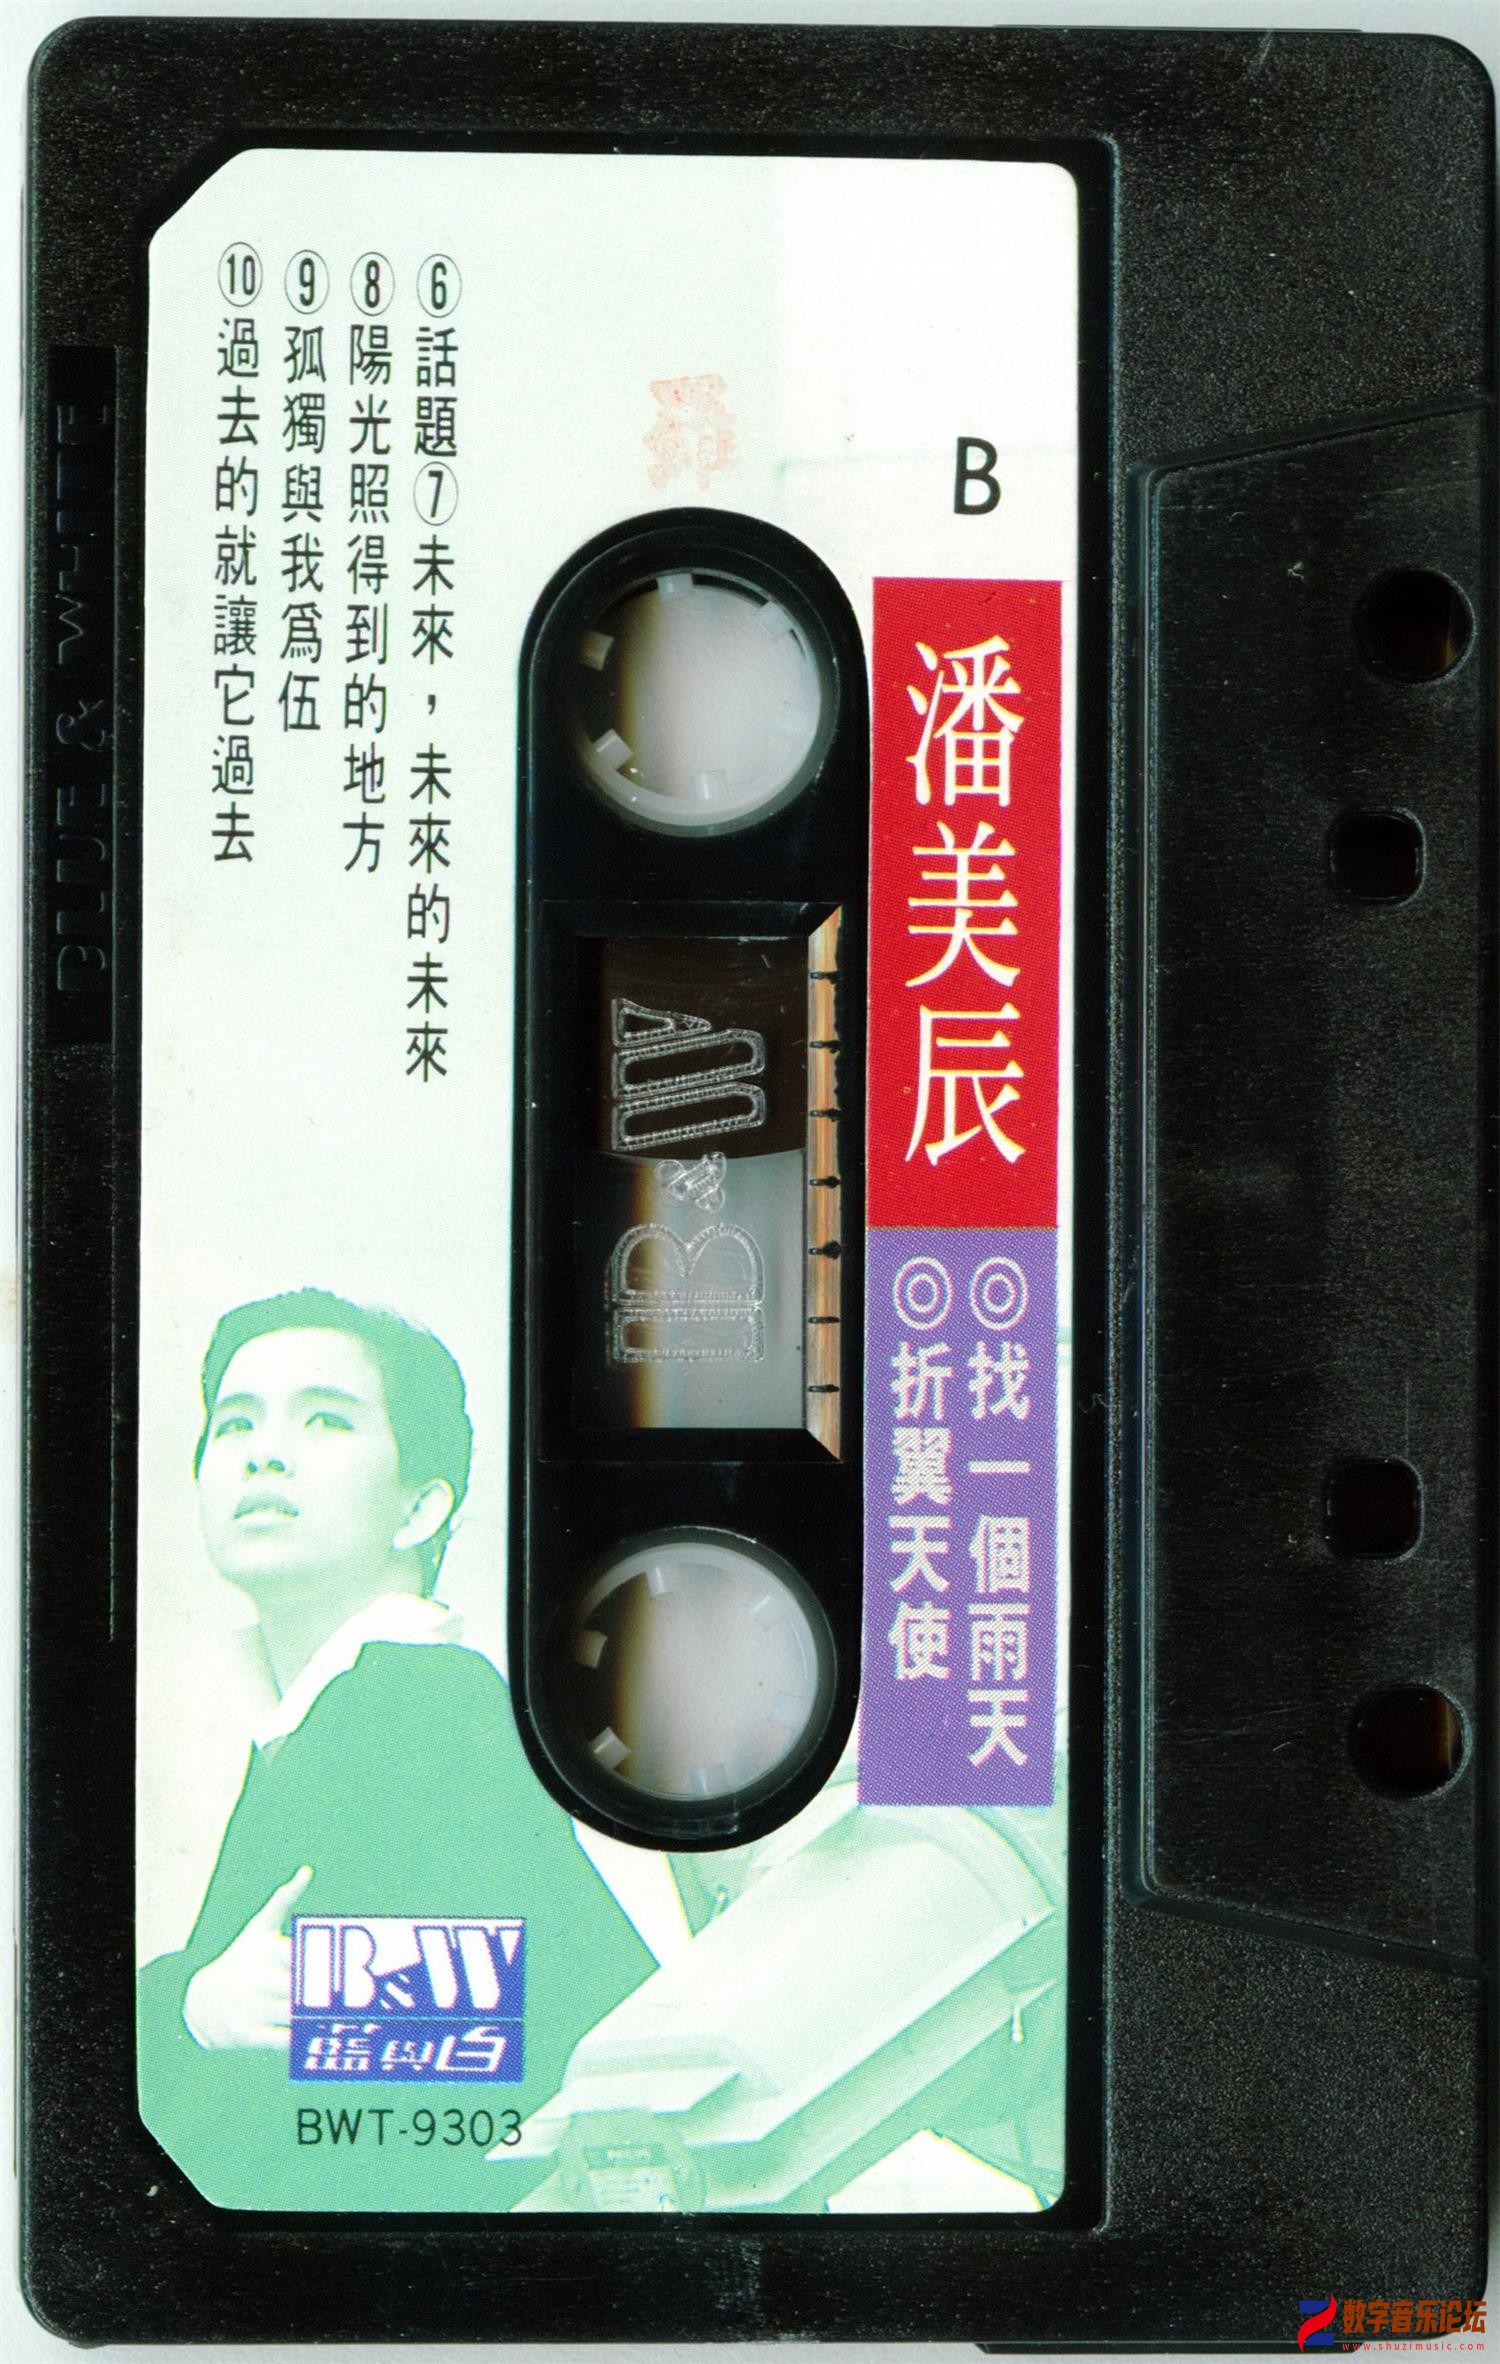 B
潘美辰
◎找一個雨天
◎折翼天使
⑥話題⑦未來，未來的未來
⑧陽光照得到的地方
⑨孤獨與我爲伍
⑩過去的就讓它過去
BLUE & WHITE
B&W
B&W
BWT-9303
数字音乐论坛
www.shuzimusic.com